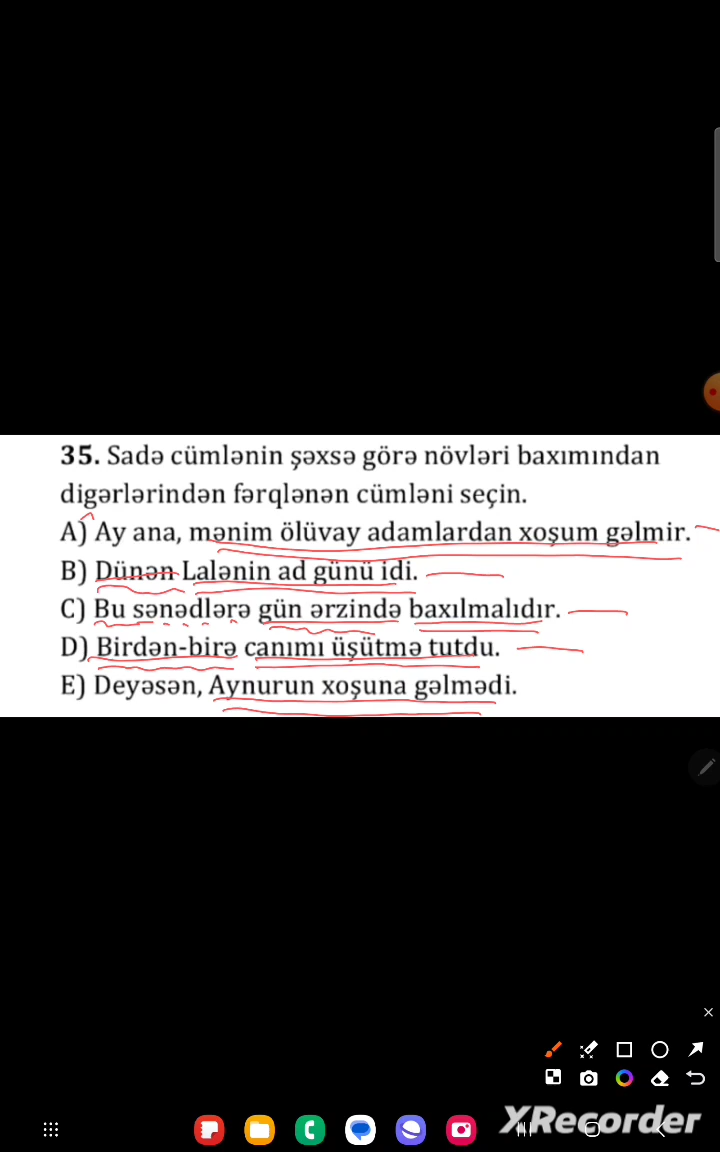 35. Sadə cümlənin şəxsə görə növləri baxımından
digərlərindən fərqlənən cümləni seçin.
A) Ay ana, mənim ölüvay adamlardan xoşum gəlmir.
B) Dünən Lalənin ad günü idi.
C) Bu sənədlərə gün ərzində baxılmalıdır.
D) Birdən-birə canımı üşütmə tutdu.
E) Deyəsən, Aynurun xoşuna gəlmədi.
XRecorder